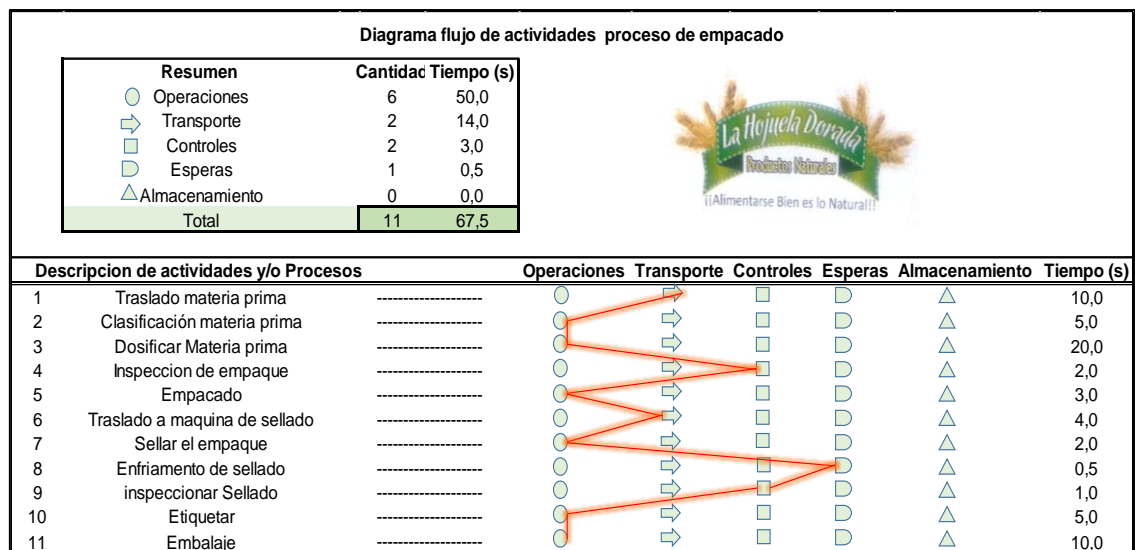 Diagrama flujo de actividades proceso de empacado
Resumen Cantidad Tiempo (s)
Operaciones 6 50,0
Transporte 2 14,0
Controles 2 3,0
Esperas 1 0,5
Almacenamiento 0 0,0
Total 11 67,5
La Hojuela Dorada
Productos Naturales
¡¡Alimentarse Bien es lo Natural!!
Descripcion de actividades y/o Procesos Operaciones Transporte Controles Esperas Almacenamiento Tiempo (s)
1 Traslado materia prima -------------------- 10,0
2 Clasificación materia prima -------------------- 5,0
3 Dosificar Materia prima -------------------- 20,0
4 Inspeccion de empaque -------------------- 2,0
5 Empacado -------------------- 3,0
6 Traslado a maquina de sellado -------------------- 4,0
7 Sellar el empaque -------------------- 2,0
8 Enfriamento de sellado -------------------- 0,5
9 inspeccionar Sellado -------------------- 1,0
10 Etiquetar -------------------- 5,0
11 Embalaje -------------------- 10,0